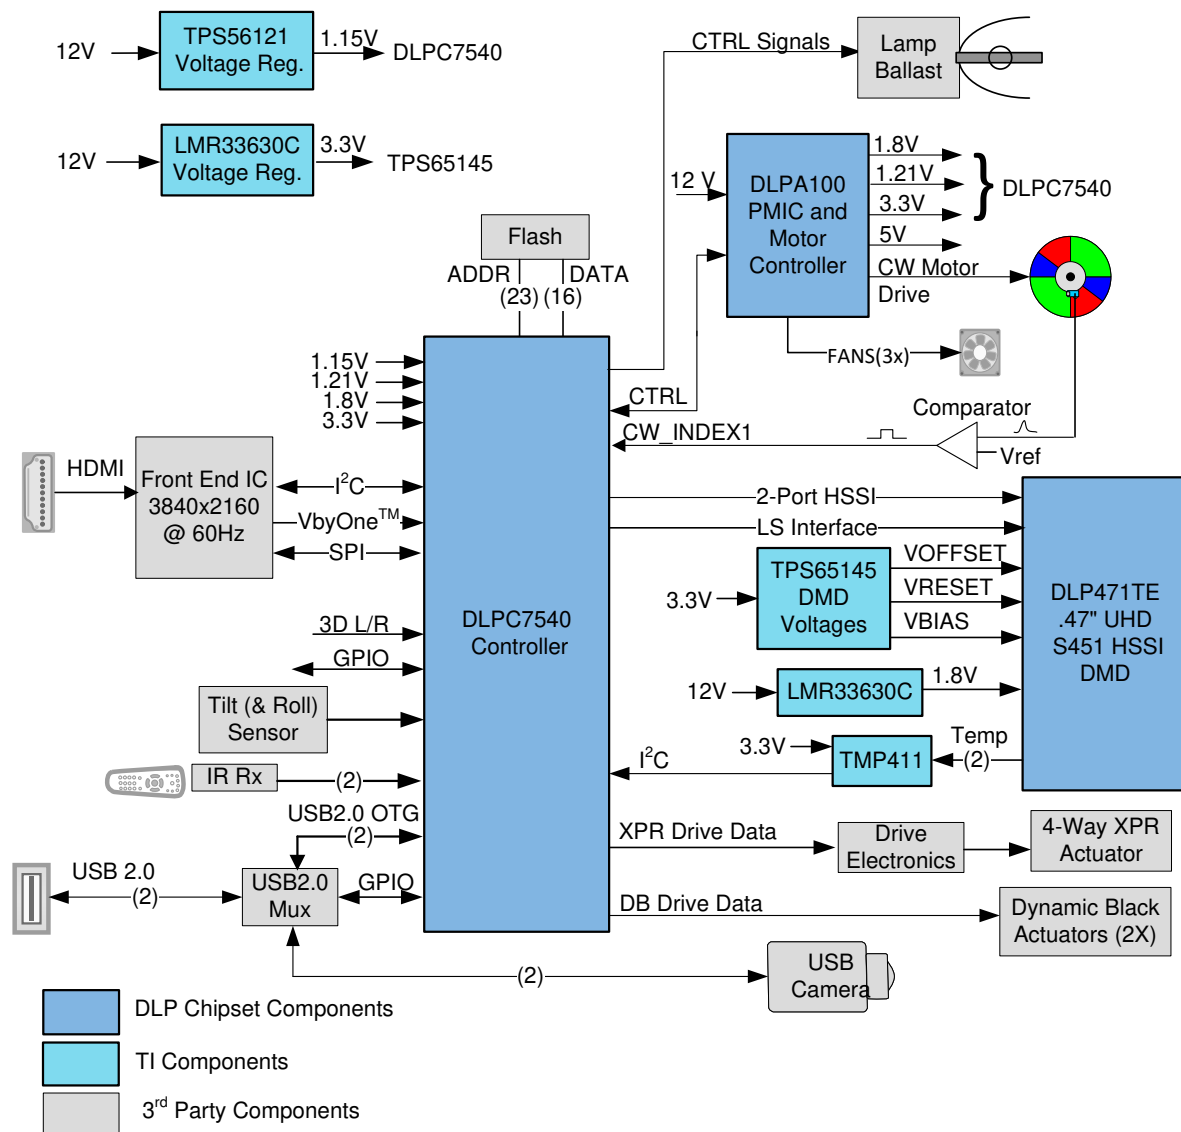 12V
TPS56121
Voltage Reg.
1.15V
DLPC7540
12V
LMR33630C
Voltage Reg.
3.3V
TPS65145
CTRL Signals
Lamp
Ballast
12 V
DLPA100
PMIC and
Motor
Controller
1.8V
1.21V
3.3V
5V
CW Motor
Drive
DLPC7540
FANS(3x)
Flash
ADDR
(23)
DATA
(16)
1.15V
1.21V
1.8V
3.3V
CTRL
CW_INDEX1
Comparator
Vref
HDMI
Front End IC
3840x2160
@ 60Hz
I2C
VbyOne™
SPI
DLPC7540
Controller
2-Port HSSI
LS Interface
3.3V
TPS65145
DMD
Voltages
VOFFSET
VRESET
VBIAS
DLP471TE
.47" UHD
S451 HSSI
DMD
12V
LMR33630C
1.8V
3D L/R
GPIO
Tilt (& Roll)
Sensor
3.3V
TMP411
Temp
(2)
I2C
IR Rx
(2)
USB2.0 OTG
(2)
USB 2.0
(2)
USB2.0
Mux
GPIO
XPR Drive Data
Drive
Electronics
4-Way XPR
Actuator
DB Drive Data
Dynamic Black
Actuators (2X)
(2)
USB
Camera
DLP Chipset Components
TI Components
3rd Party Components